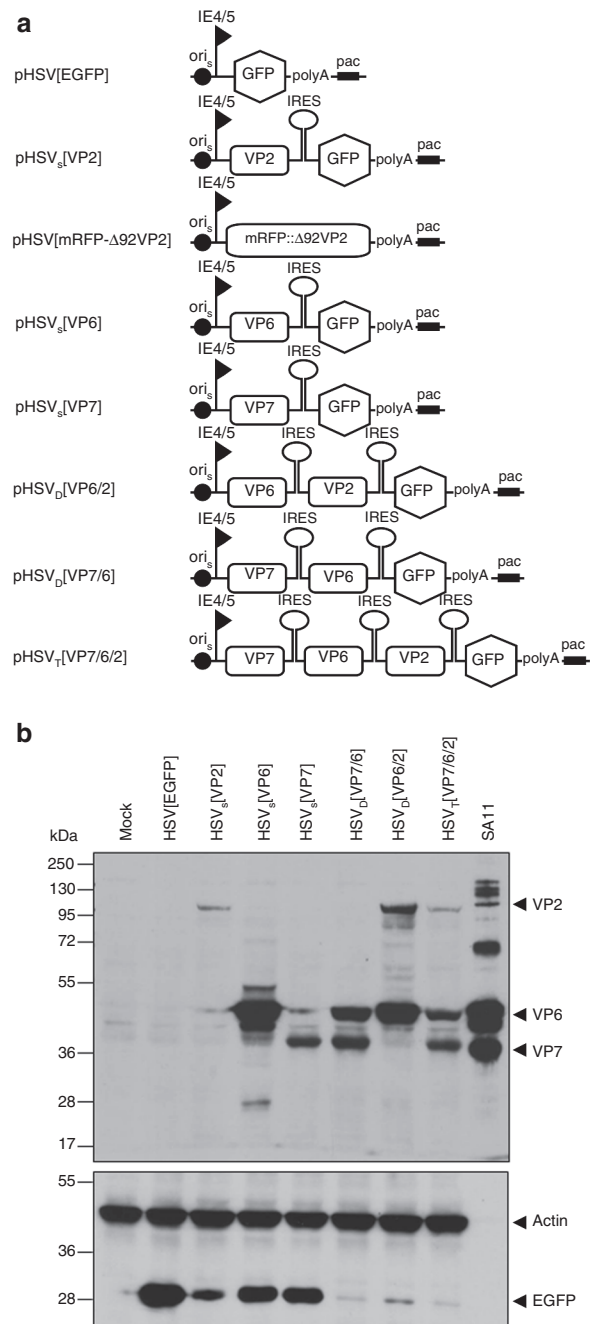 a
IE4/5
pHSV[EGFP] oris GFP polyA pac
IE4/5 IRES
pHSVs[VP2] oris VP2 GFP polyA pac
IE4/5
pHSV[mRFP-Δ92VP2] oris mRFP::Δ92VP2 polyA pac
IE4/5 IRES
pHSVs[VP6] oris VP6 GFP polyA pac
IE4/5 IRES
pHSVs[VP7] oris VP7 GFP polyA pac
IE4/5 IRES IRES
pHSVD[VP6/2] oris VP6 VP2 GFP polyA pac
IE4/5 IRES IRES
pHSVD[VP7/6] oris VP7 VP6 GFP polyA pac
IE4/5 IRES IRES IRES
pHSVT[VP7/6/2] oris VP7 VP6 VP2 GFP polyA pac
b
kDa
Mock
HSV[EGFP]
HSVs[VP2]
HSVs[VP6]
HSVs[VP7]
HSVD[VP7/6]
HSVD[VP6/2]
HSVT[VP7/6/2]
SA11
250
130
95
VP2
72
55
VP6
36
VP7
28
17
55
Actin
36
28
EGFP